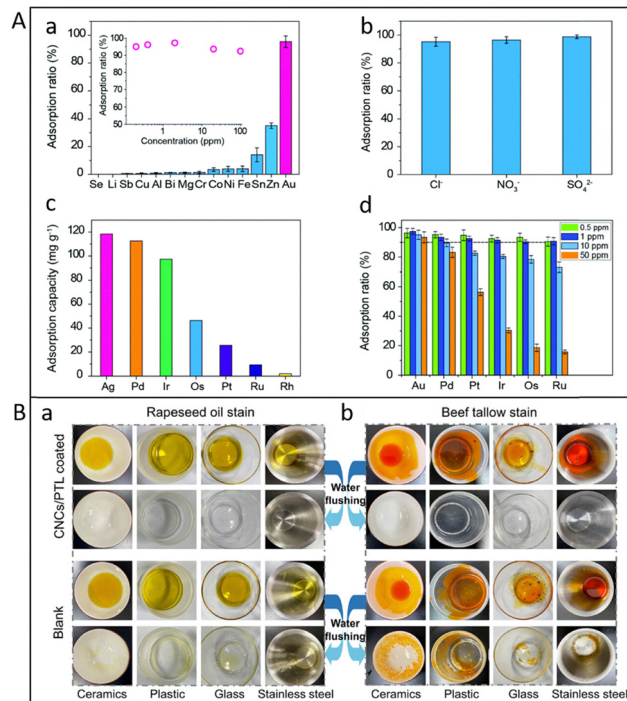 A
a
Adsorption ratio (%)
100
80
60
40
20
0
Adsorption ratio (%)
100
90
80
70
60
50
1
10
100
Concentration (ppm)
Se Li Sb Cu Al Bi Mg Cr Co Ni Fe Sn Zn Au
b
Adsorption ratio (%)
100
80
60
40
20
0
Cl⁻
NO₃⁻
SO₄²⁻
c
Adsorption capacity (mg g⁻¹)
120
100
80
60
40
20
0
Ag Pd Ir Os Pt Ru Rh
d
Adsorption ratio (%)
100
80
60
40
20
0
0.5 ppm
1 ppm
10 ppm
50 ppm
Au Pd Pt Ir Os Ru
B
a
Rapeseed oil stain
b
Beef tallow stain
CNCs/PTL coated
Water
flushing
Blank
Water
flushing
Ceramics Plastic Glass Stainless steel
Ceramics Plastic Glass Stainless steel